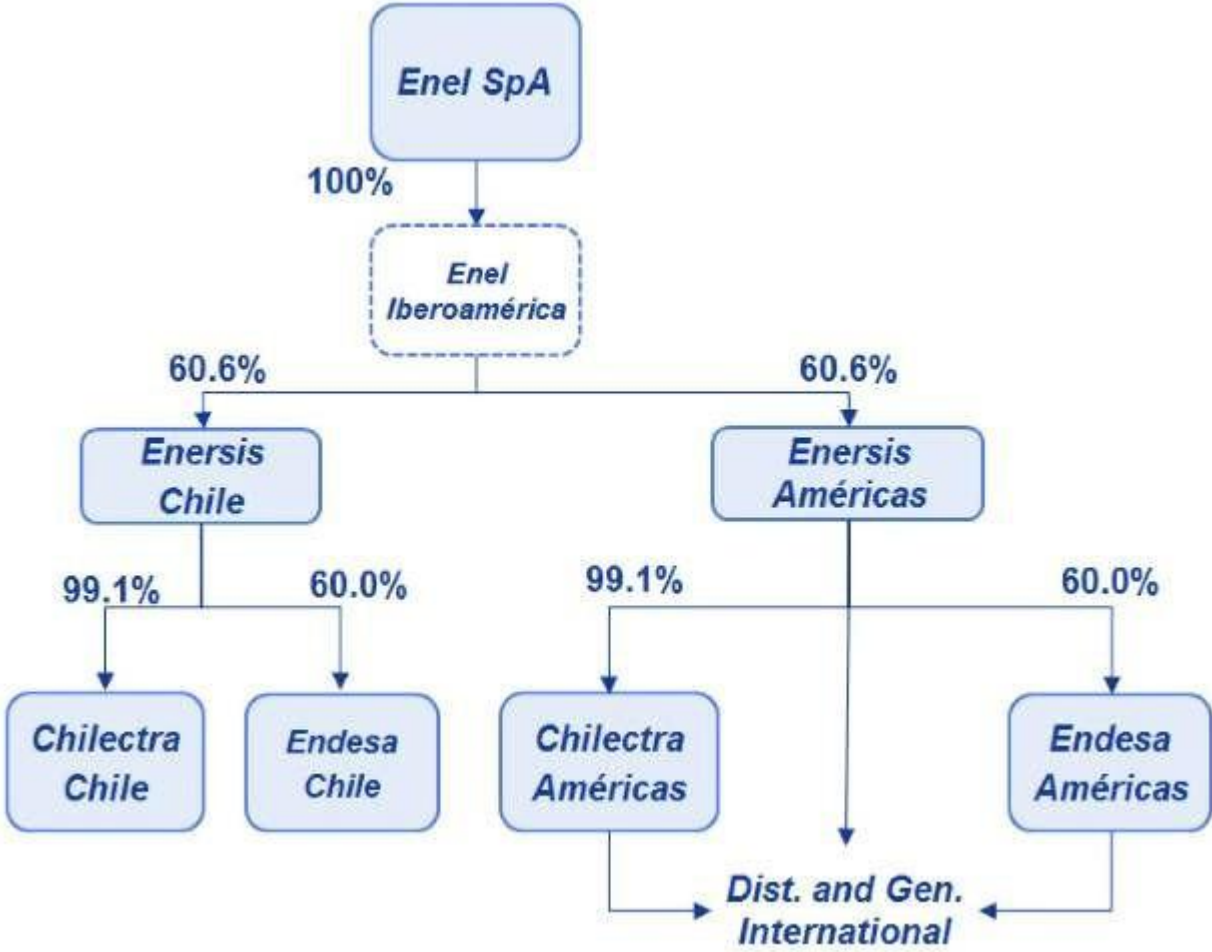 Enel SpA
100%
Enel
Iberoamérica
60.6%
60.6%
Enersis
Chile
Enersis
Américas
99.1%
60.0%
99.1%
60.0%
Chilectra
Chile
Endesa
Chile
Chilectra
Américas
Endesa
Américas
Dist. and Gen.
International